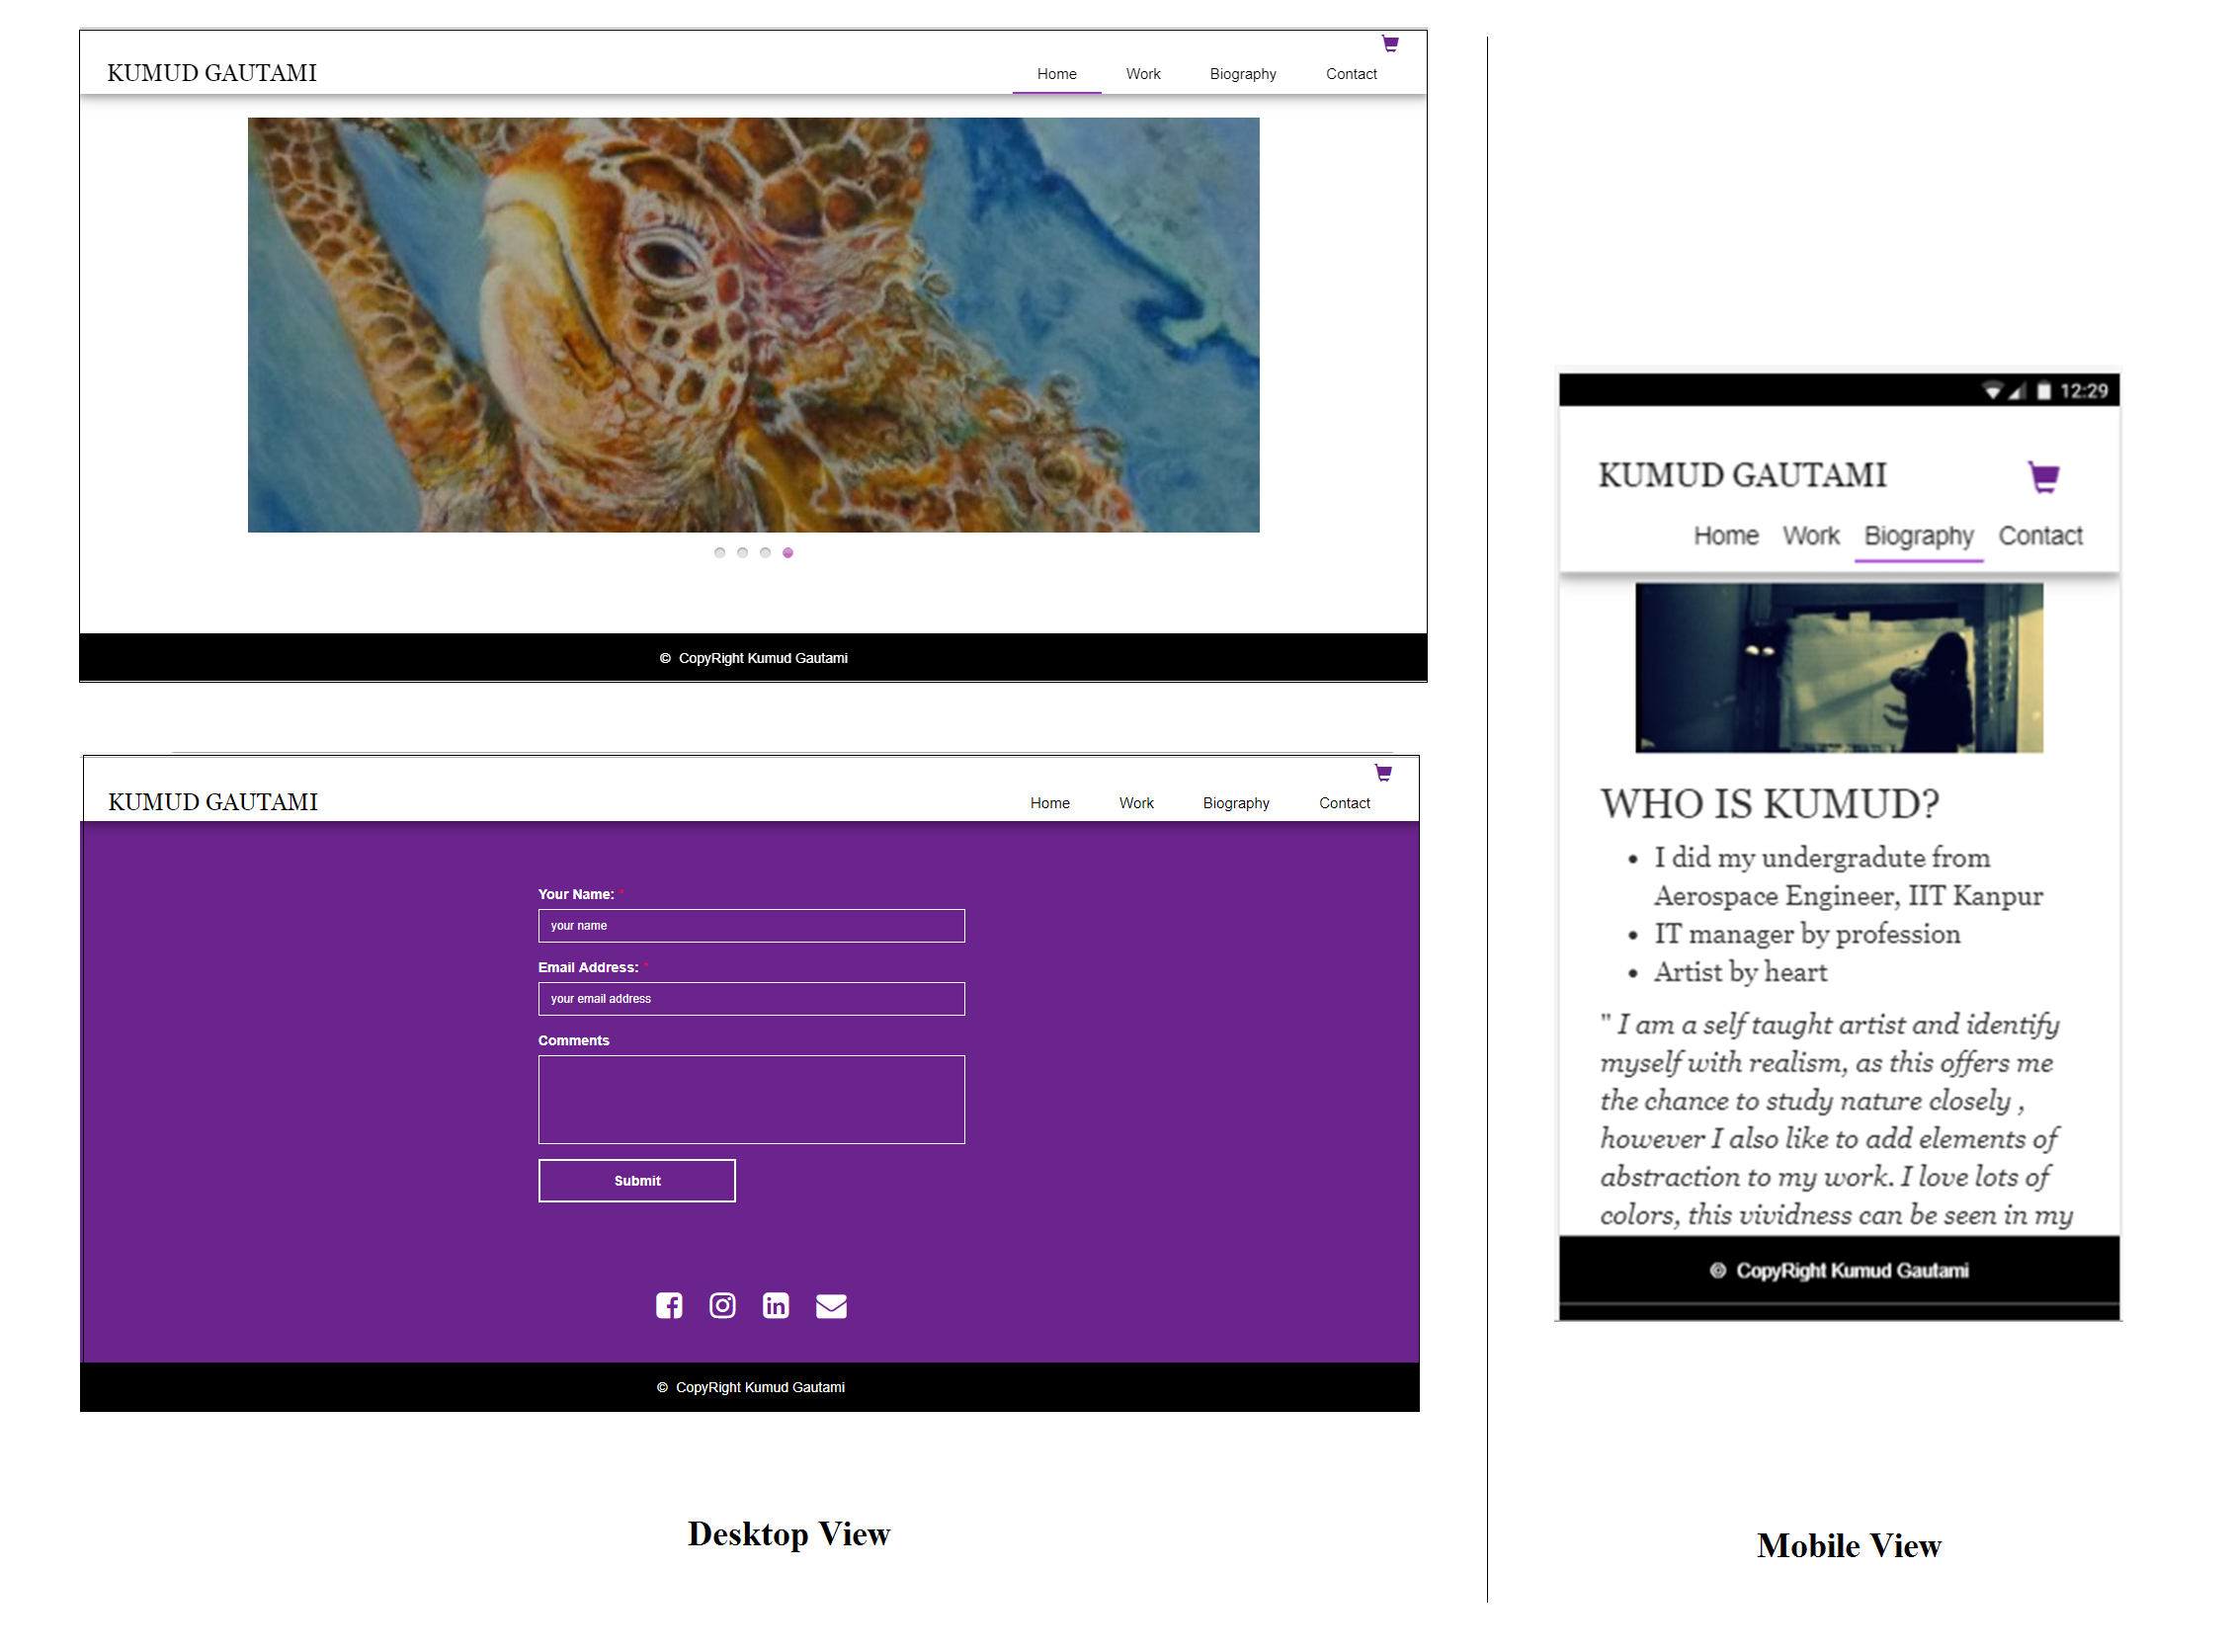 KUMUD GAUTAMI
Home Work Biography Contact
© CopyRight Kumud Gautami
KUMUD GAUTAMI
Home Work Biography Contact
Your Name: *
your name
Email Address: *
your email address
Comments
Submit
© CopyRight Kumud Gautami
Desktop View
12:29
KUMUD GAUTAMI
Home Work Biography Contact
WHO IS KUMUD?
• I did my undergradute from
Aerospace Engineer, IIT Kanpur
• IT manager by profession
• Artist by heart
" I am a self taught artist and identify
myself with realism, as this offers me
the chance to study nature closely ,
however I also like to add elements of
abstraction to my work. I love lots of
colors, this vividness can be seen in my
© CopyRight Kumud Gautami
Mobile View